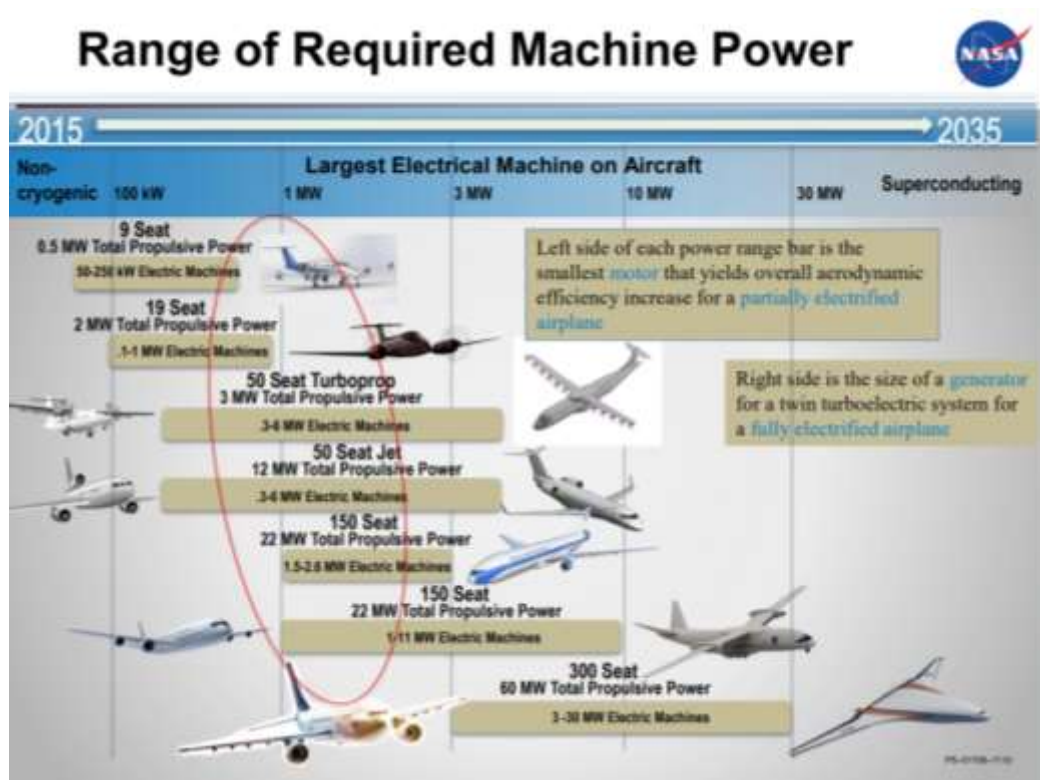 Range of Required Machine Power
NASA
2015
2035
Non-
cryogenic
Largest Electrical Machine on Aircraft
100 kW
1 MW
3 MW
10 MW
30 MW
Superconducting
9 Seat
0.5 MW Total Propulsive Power
50-250 kW Electric Machines
Left side of each power range bar is the
smallest motor that yields overall aerodynamic
efficiency increase for a partially electrified
airplane
19 Seat
2 MW Total Propulsive Power
.1-1 MW Electric Machines
Right side is the size of a generator
for a twin turboelectric system for
a fully electrified airplane
50 Seat Turboprop
3 MW Total Propulsive Power
.3-6 MW Electric Machines
50 Seat Jet
12 MW Total Propulsive Power
.3-6 MW Electric Machines
150 Seat
22 MW Total Propulsive Power
1.5-2.6 MW Electric Machines
150 Seat
22 MW Total Propulsive Power
1-11 MW Electric Machines
300 Seat
60 MW Total Propulsive Power
3-30 MW Electric Machines